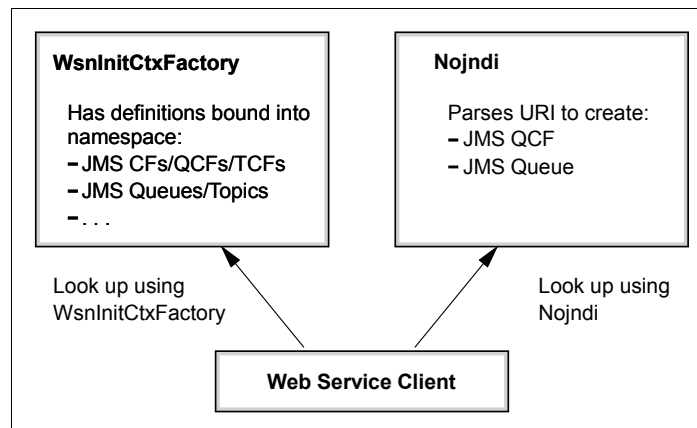 WsnInitCtxFactory
Has definitions bound into
namespace:
– JMS CFs/QCFs/TCFs
– JMS Queues/Topics
– . . .
Nojndi
Parses URI to create:
– JMS QCF
– JMS Queue
Look up using
WsnInitCtxFactory
Look up using
Nojndi
Web Service Client